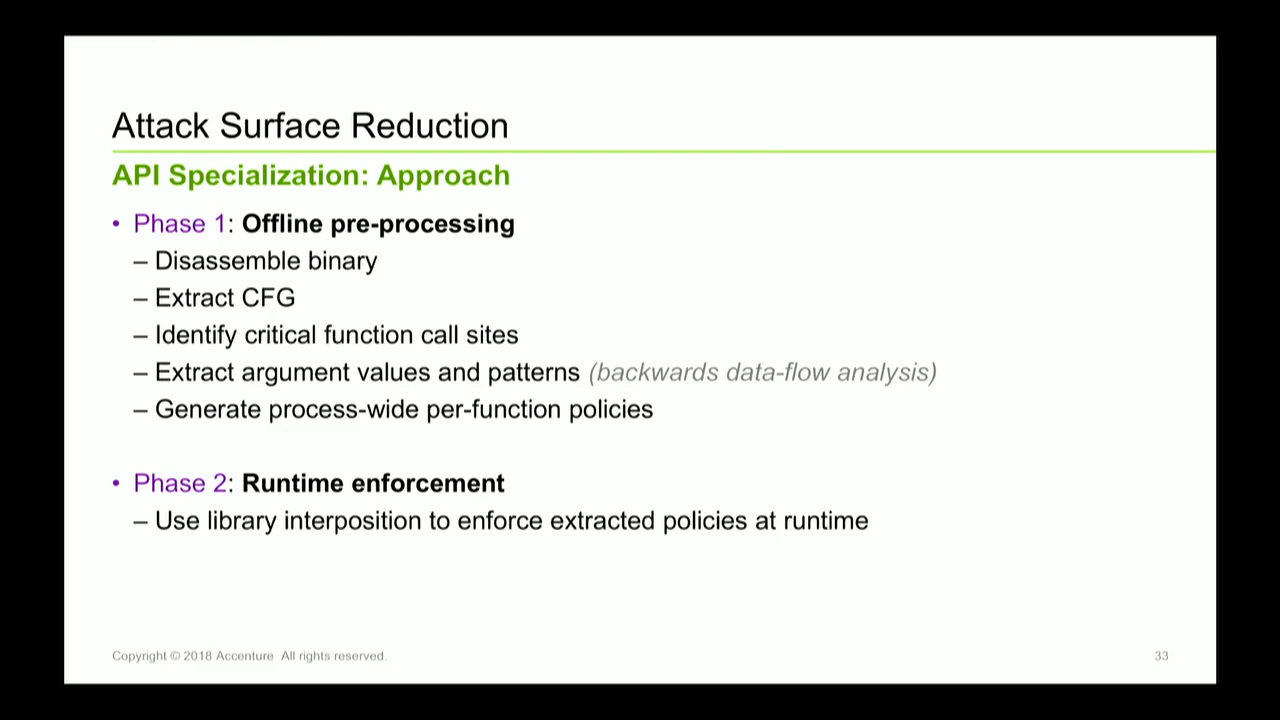 Attack Surface Reduction
API Specialization: Approach
• Phase 1: Offline pre-processing
– Disassemble binary
– Extract CFG
– Identify critical function call sites
– Extract argument values and patterns (backwards data-flow analysis)
– Generate process-wide per-function policies
• Phase 2: Runtime enforcement
– Use library interposition to enforce extracted policies at runtime
Copyright © 2018 Accenture All rights reserved.
33